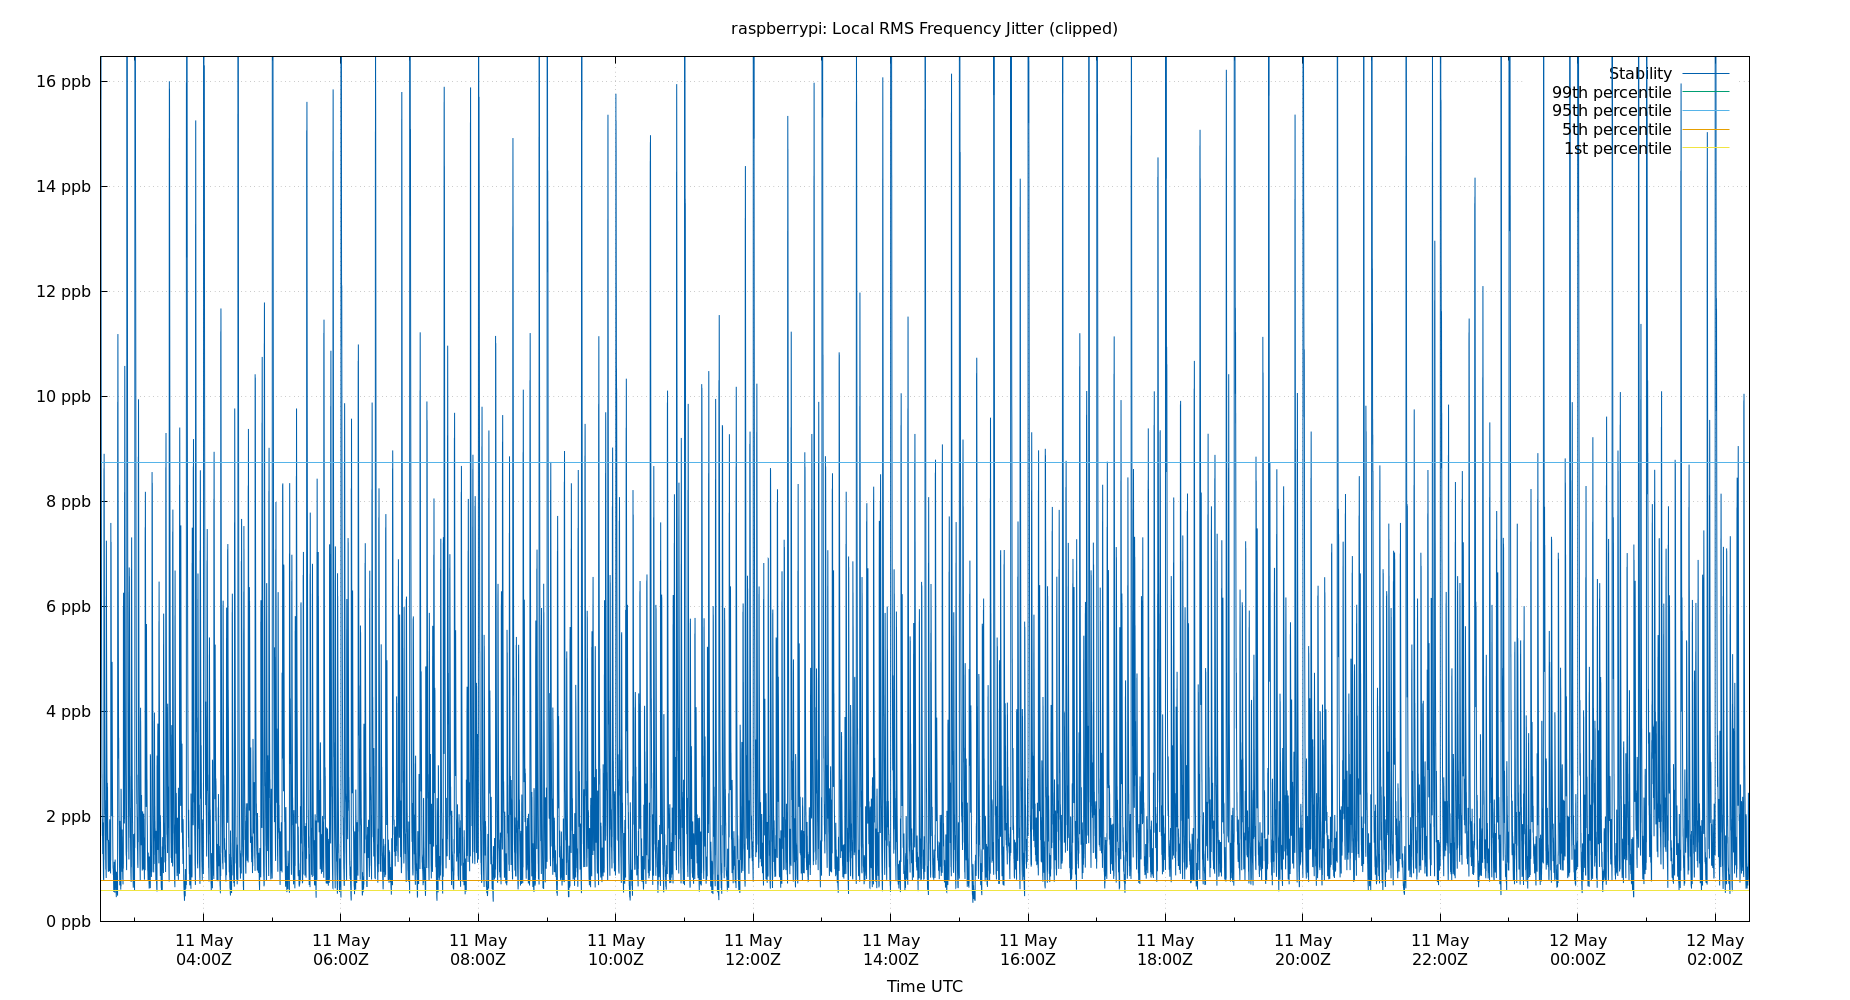 raspberrypi: Local RMS Frequency Jitter (clipped)
16 ppb
14 ppb
12 ppb
10 ppb
8 ppb
6 ppb
4 ppb
2 ppb
0 ppb
Stability
99th percentile
95th percentile
5th percentile
1st percentile
11 May 11 May 11 May 11 May 11 May 11 May 11 May 11 May 11 May 11 May 12 May 12 May
04:00Z 06:00Z 08:00Z 10:00Z 12:00Z 14:00Z 16:00Z 18:00Z 20:00Z 22:00Z 00:00Z 02:00Z
Time UTC